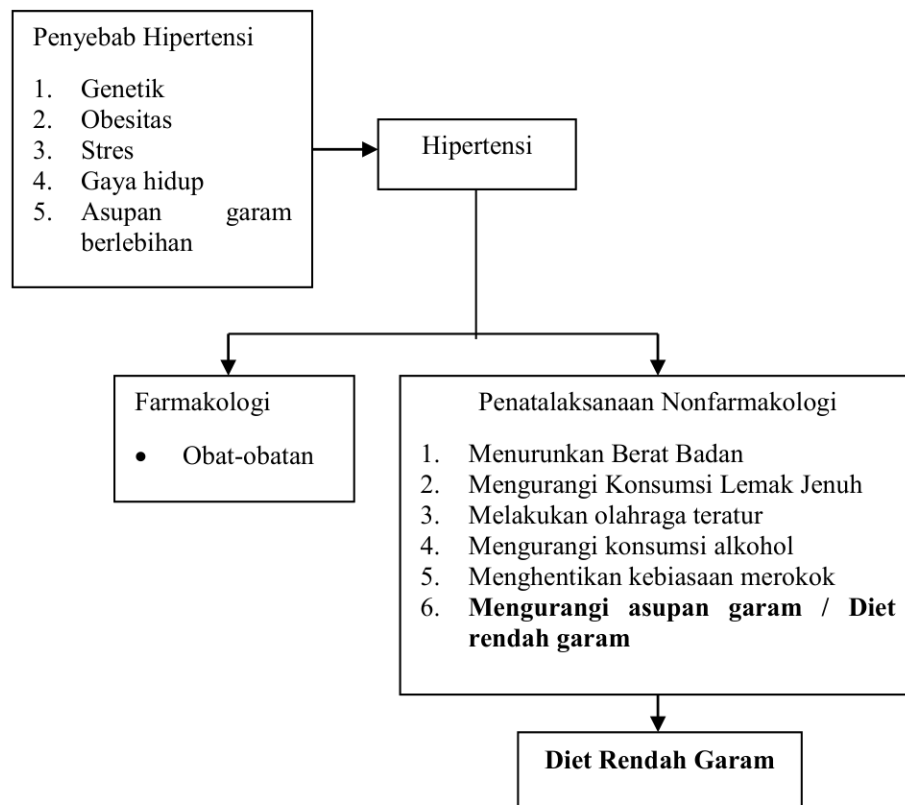 Penyebab Hipertensi
1. Genetik
2. Obesitas
3. Stres
4. Gaya hidup
5. Asupan garam
berlebihan
Hipertensi
Farmakologi
• Obat-obatan
Penatalaksanaan Nonfarmakologi
1. Menurunkan Berat Badan
2. Mengurangi Konsumsi Lemak Jenuh
3. Melakukan olahraga teratur
4. Mengurangi konsumsi alkohol
5. Menghentikan kebiasaan merokok
6. Mengurangi asupan garam / Diet
rendah garam
Diet Rendah Garam